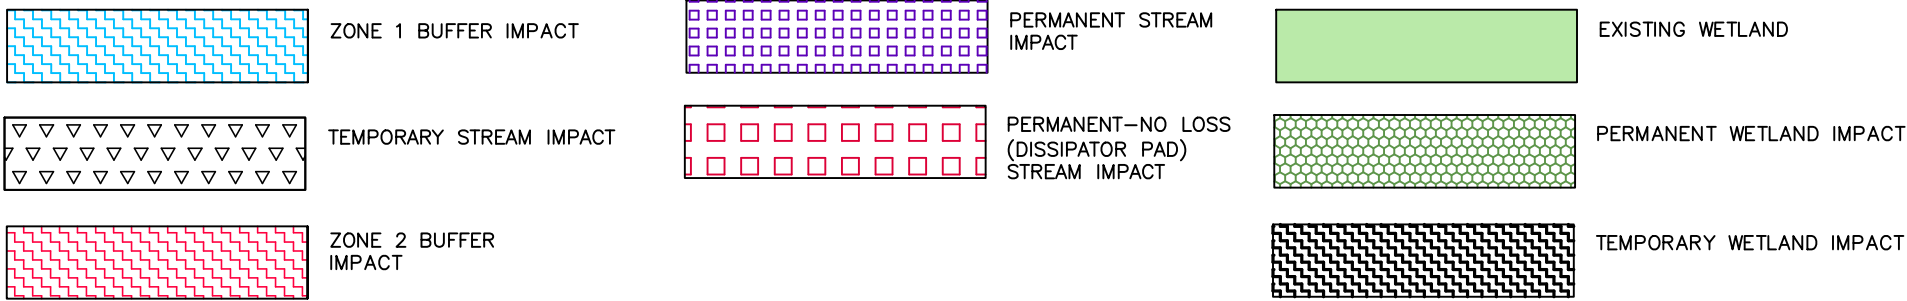 ZONE 1 BUFFER IMPACT
TEMPORARY STREAM IMPACT
ZONE 2 BUFFER
IMPACT
PERMANENT STREAM
IMPACT
PERMANENT-NO LOSS
(DISSIPATOR PAD)
STREAM IMPACT
EXISTING WETLAND
PERMANENT WETLAND IMPACT
TEMPORARY WETLAND IMPACT